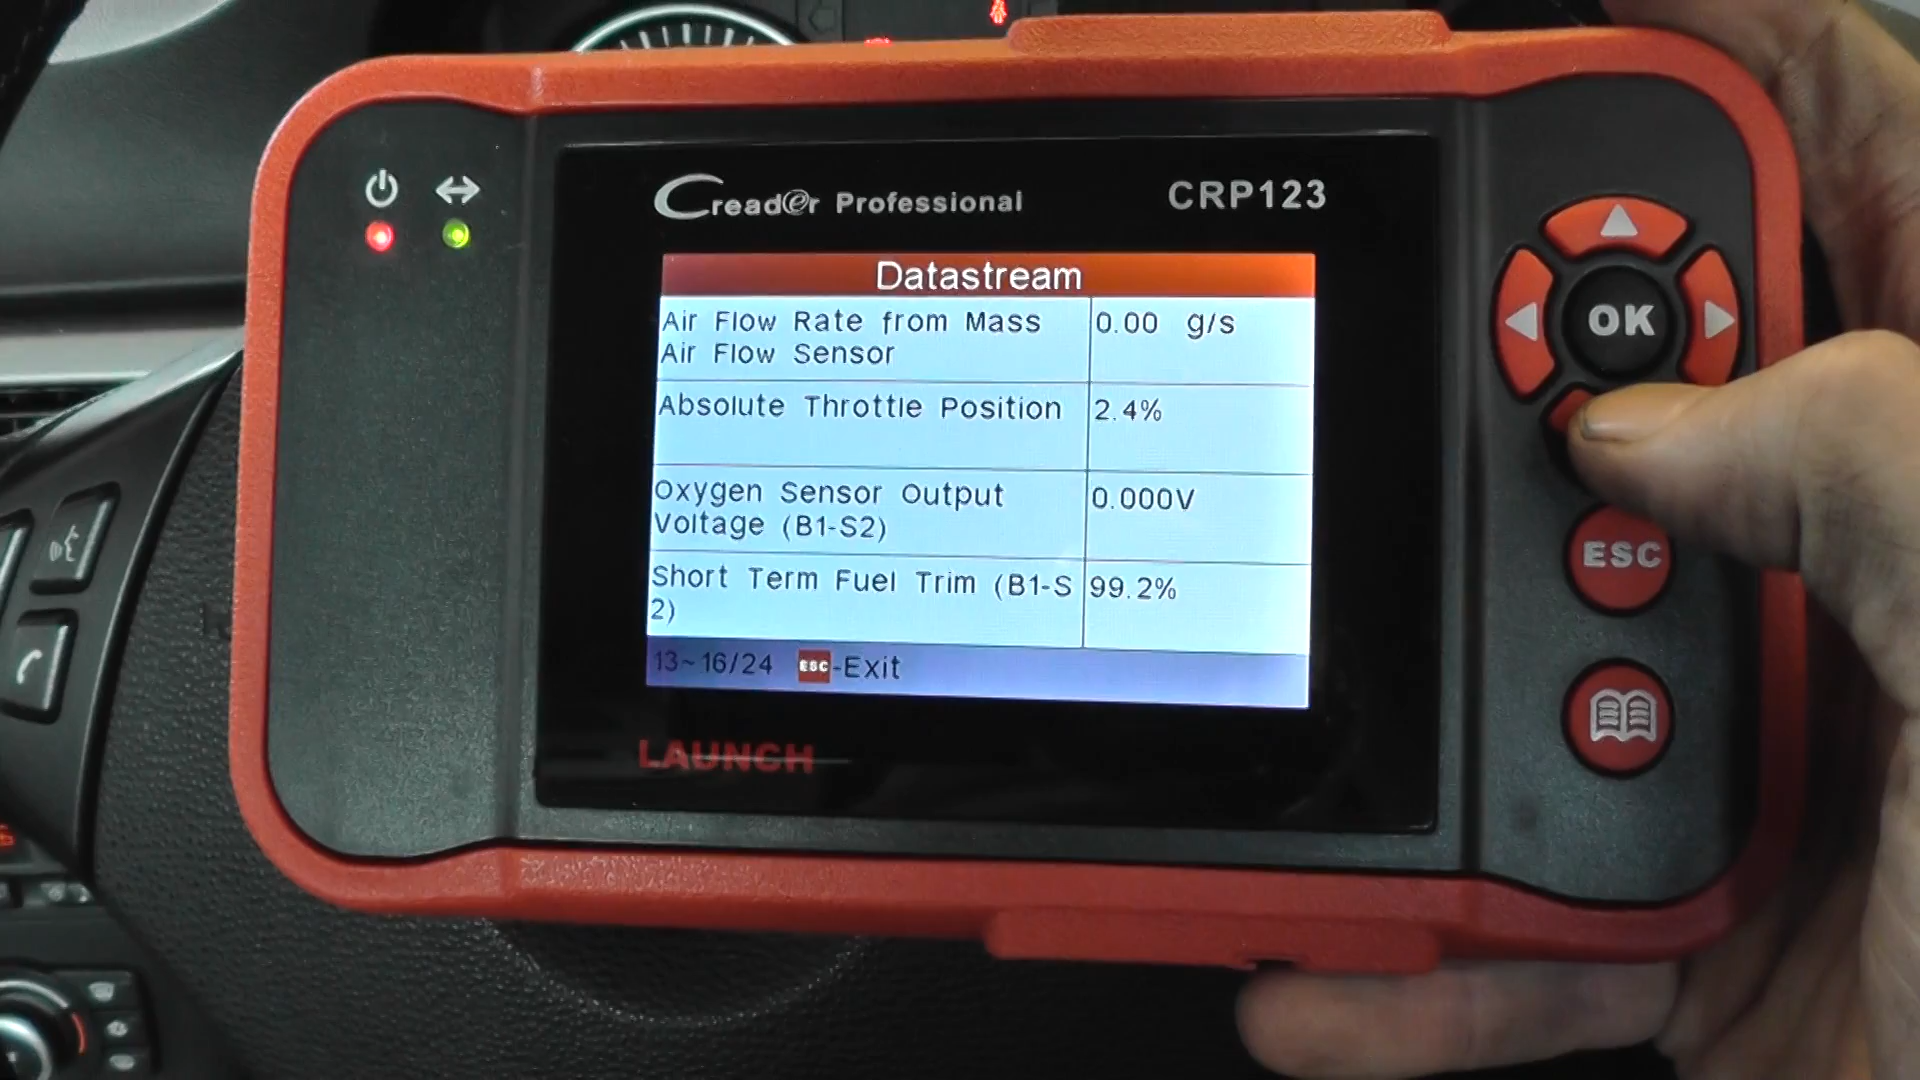 Creader Professional CRP123
Datastream
Air Flow Rate from Mass 0.00 g/s
Air Flow Sensor
Absolute Throttle Position 2.4%
Oxygen Sensor Output 0.000V
Voltage (B1-S2)
Short Term Fuel Trim (B1-S 99.2%
2)
13~16/24 ESC-Exit
LAUNCH
OK
ESC